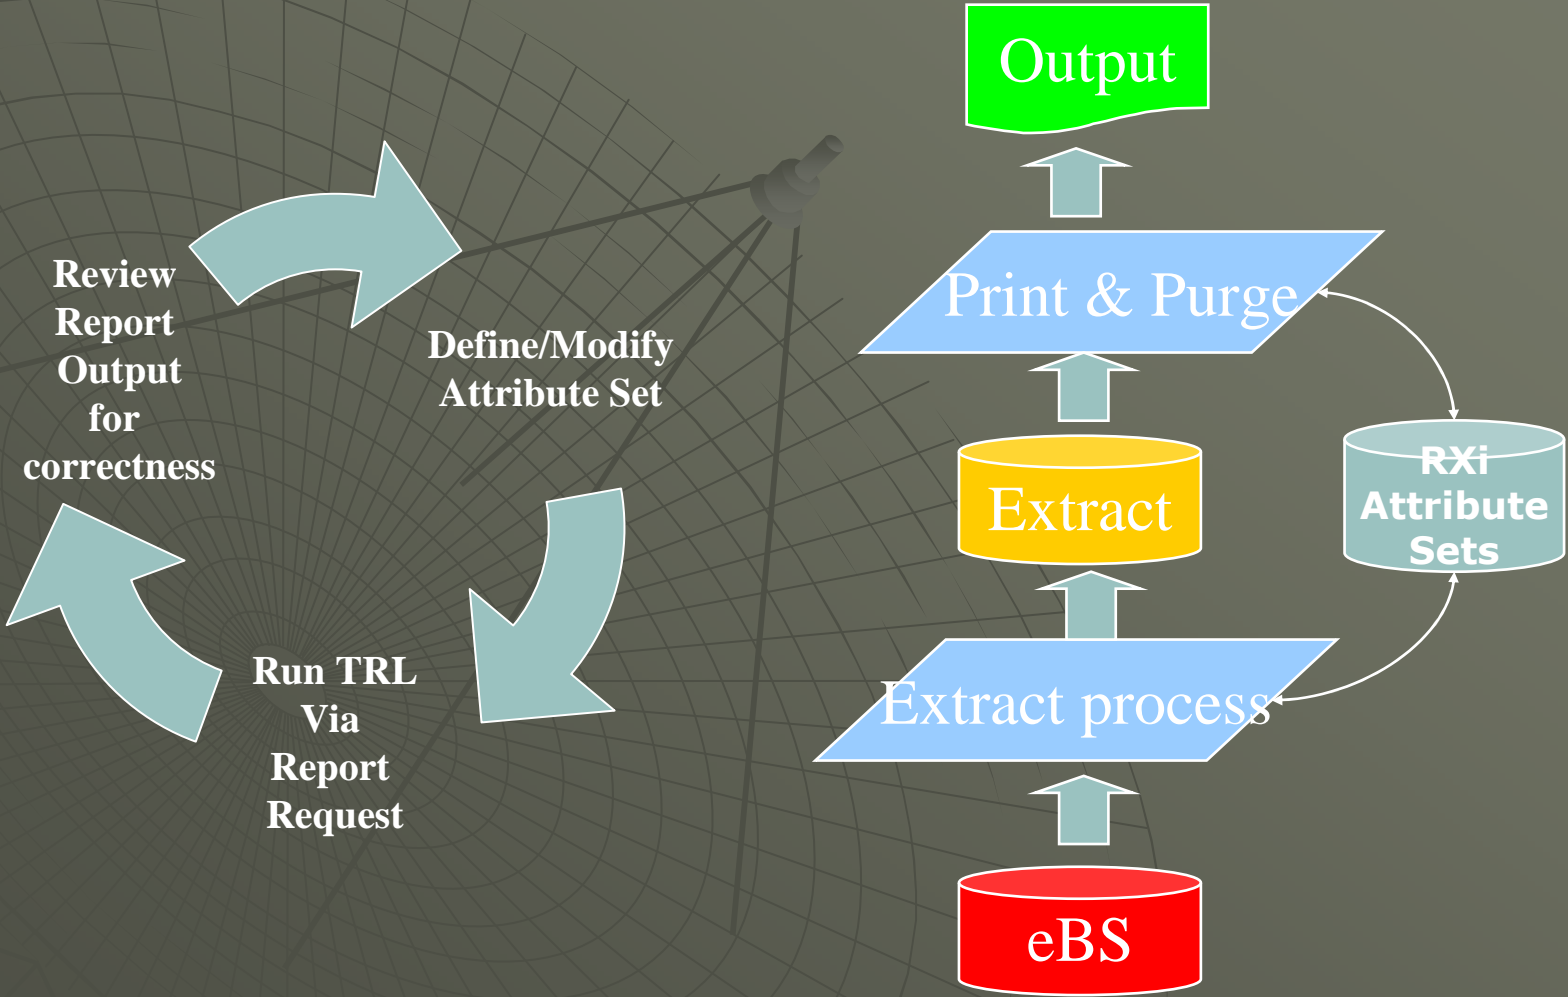 Review
Report
Output
for
correctness
Define/Modify
Attribute Set
Run TRL
Via
Report
Request
Output
Print & Purge
Extract
RXi
Attribute
Sets
Extract process
eBS